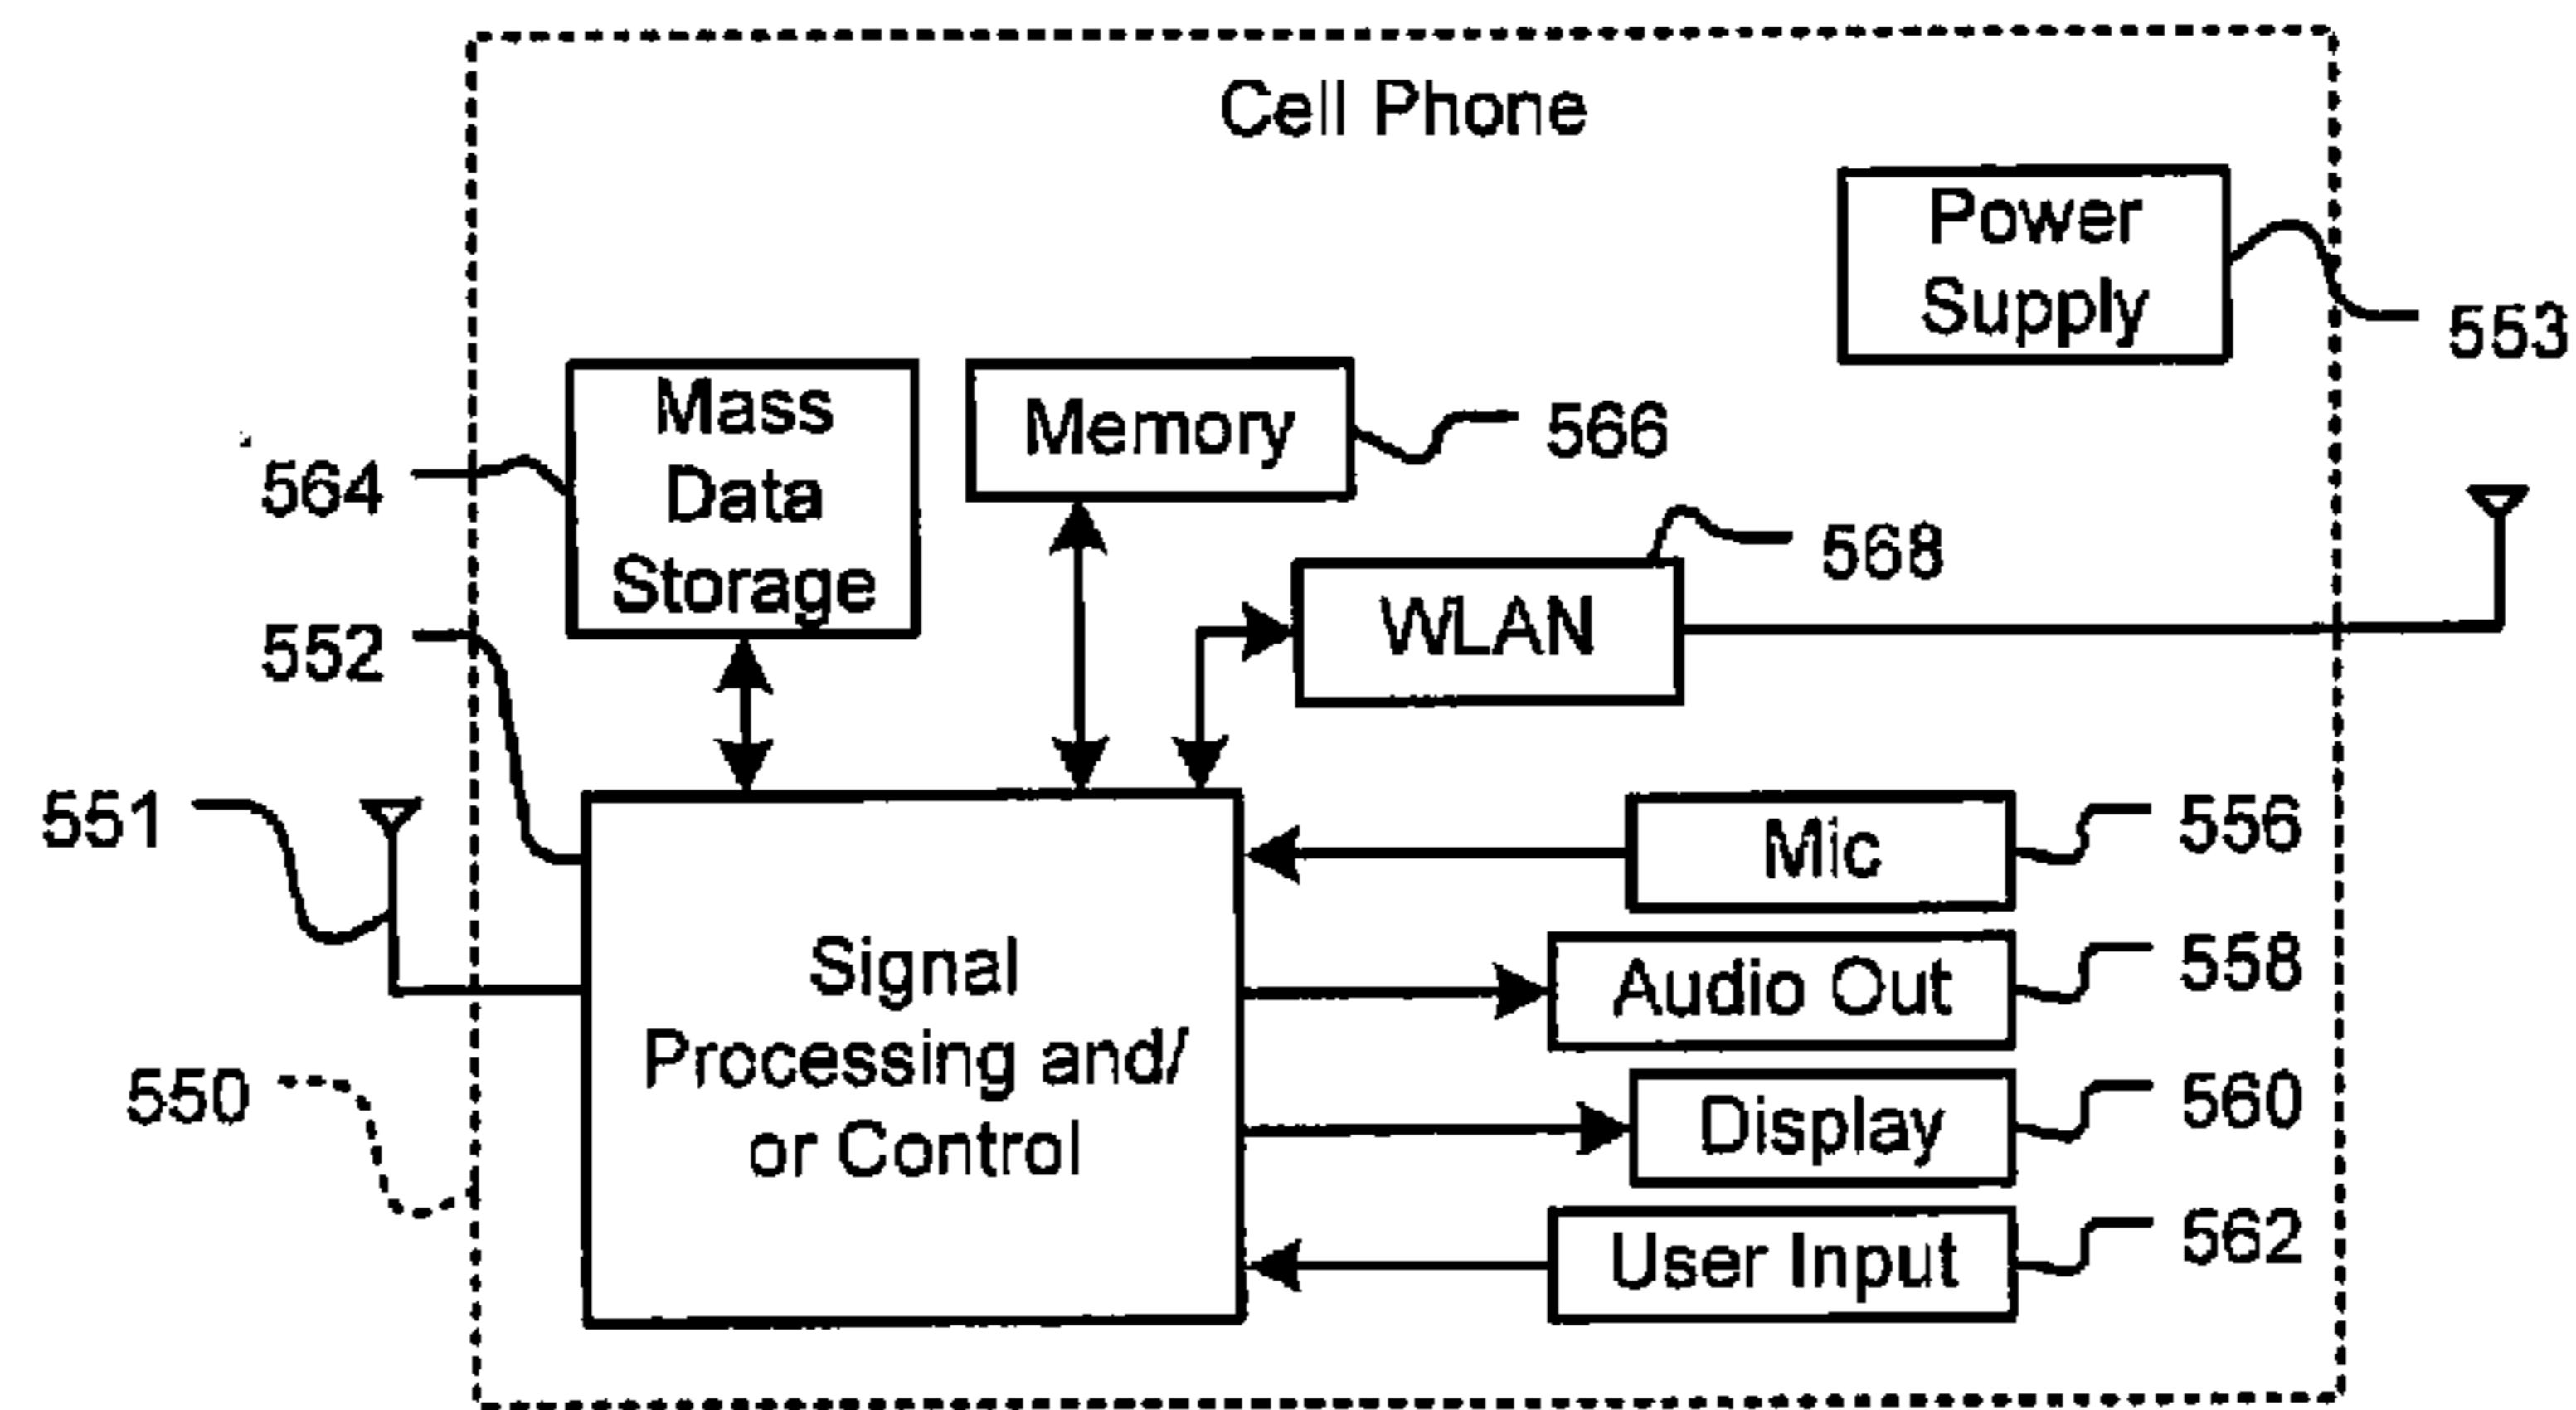 Cell Phone
Power
Supply
553
Mass
Data
Storage
564
Memory
566
568
WLAN
552
551
Mic
556
Signal
Processing and/
or Control
Audio Out
558
550
Display
560
User Input
562